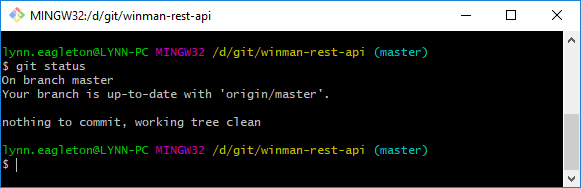 MINGW32:/d/git/winman-rest-api
lynn.eagleton@LYNN-PC MINGW32 /d/git/winman-rest-api (master)
$ git status
On branch master
Your branch is up-to-date with 'origin/master'.
nothing to commit, working tree clean
lynn.eagleton@LYNN-PC MINGW32 /d/git/winman-rest-api (master)
$